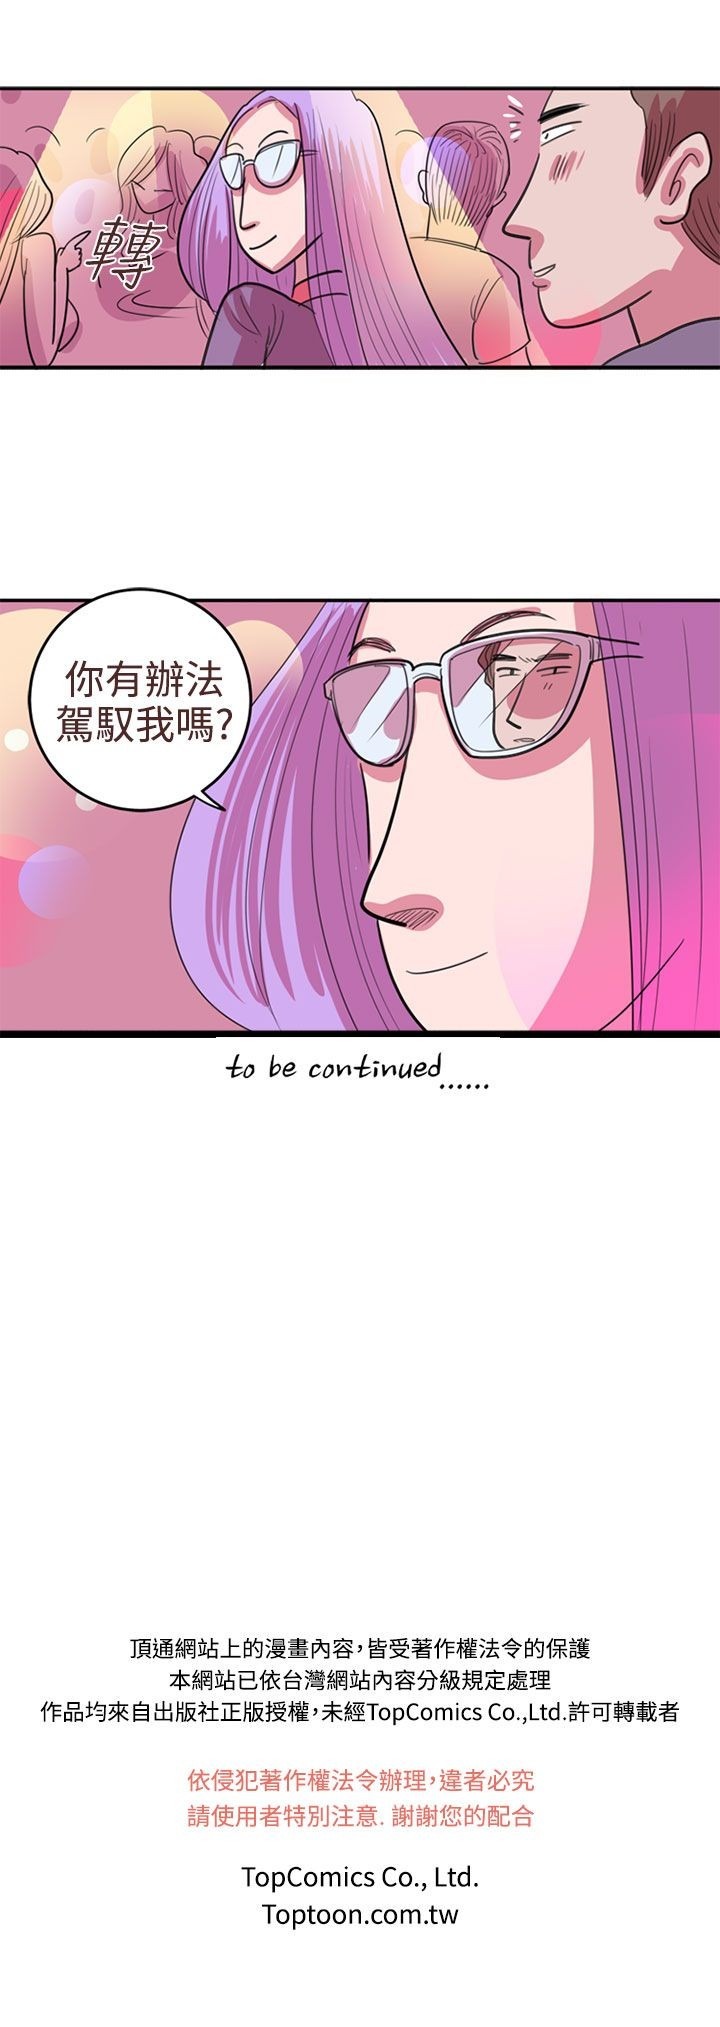 轉
你有辦法
駕馭我嗎?
to be continued......
頂通網站上的漫畫內容，皆受著作權法令的保護
本網站已依台灣網站內容分級規定處理
作品均來自出版社正版授權，未經TopComics Co.,Ltd.許可轉載者
依侵犯著作權法令辦理，違者必究
請使用者特別注意. 謝謝您的配合
TopComics Co., Ltd.
Toptoon.com.tw